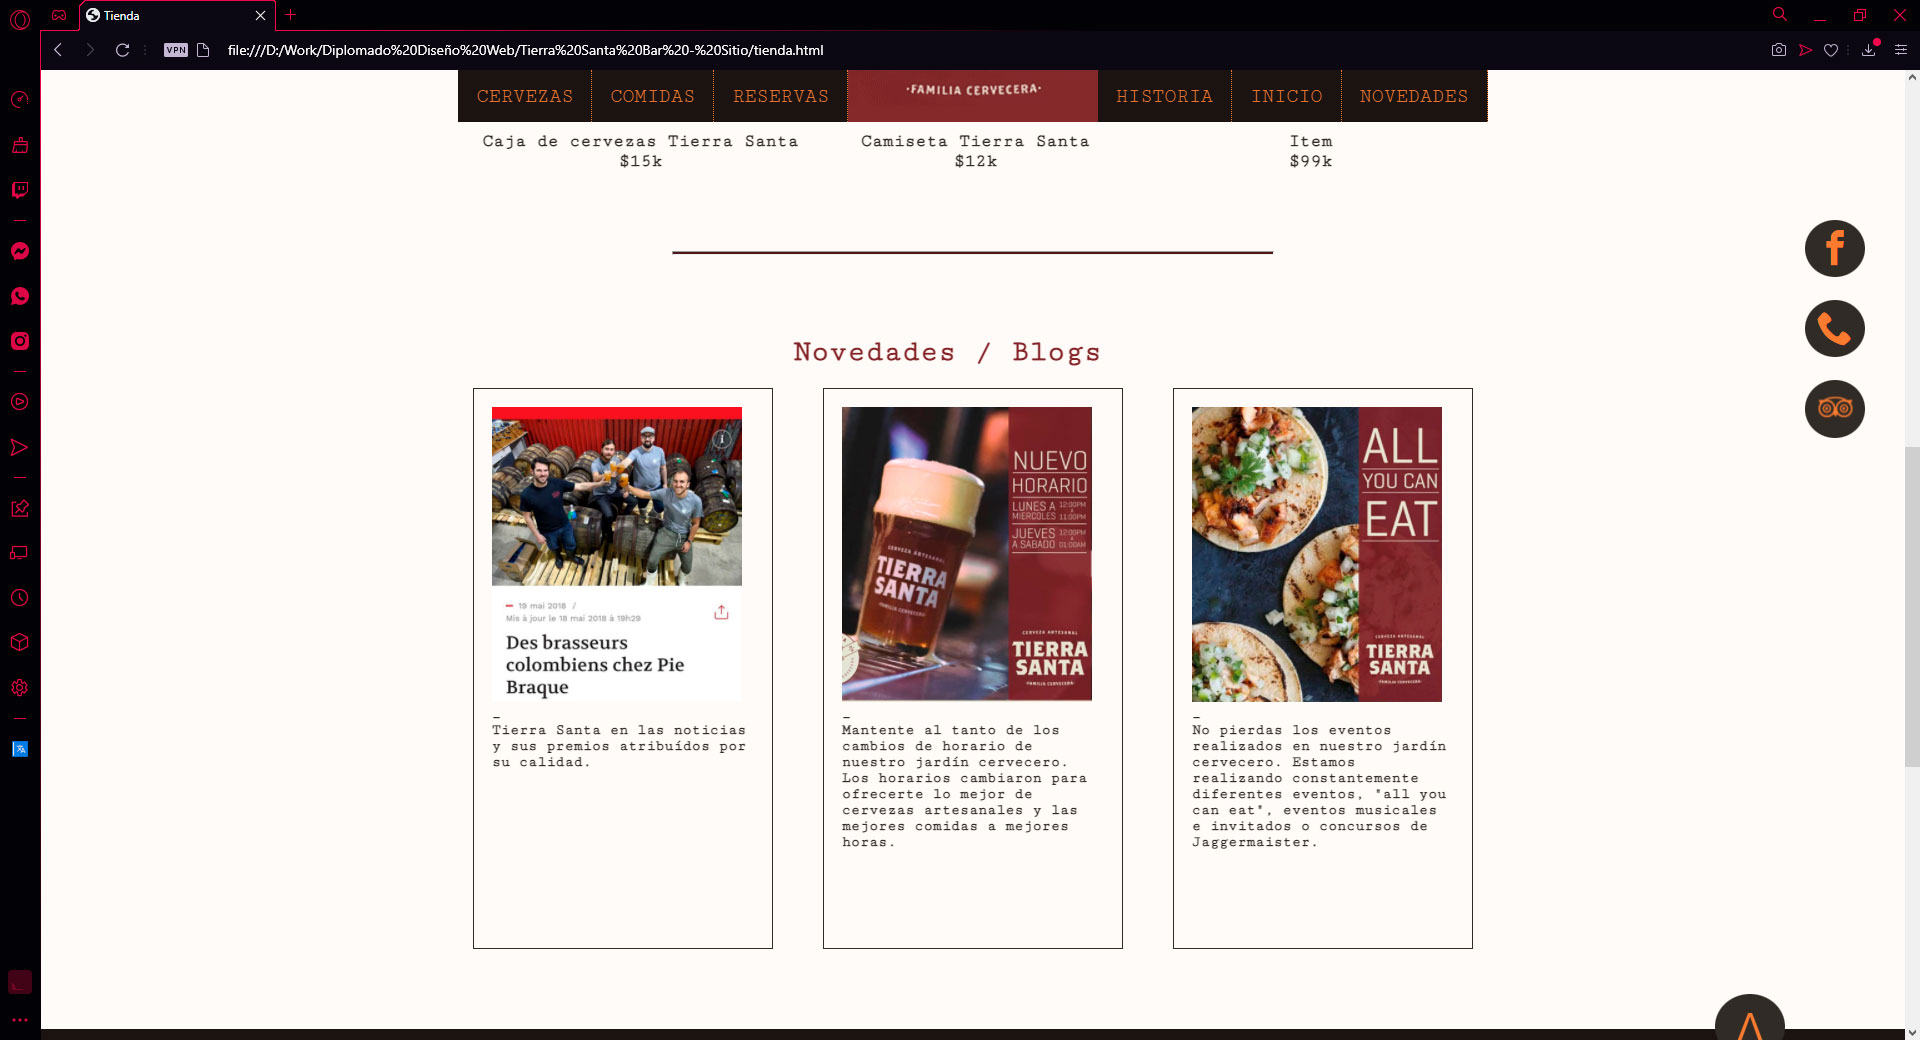 Tienda
VPN
file:///D:/Work/Diplomado%20Diseño%20Web/Tierra%20Santa%20Bar%20-%20Sitio/tienda.html
CERVEZAS
COMIDAS
RESERVAS
·FAMILIA CERVECERA·
HISTORIA
INICIO
NOVEDADES
Caja de cervezas Tierra Santa
$15k
Camiseta Tierra Santa
$12k
Item
$99k
Novedades / Blogs
19 mai 2018 /
Mis à jour le 18 mai 2018 à 19h29
Des brasseurs
colombiens chez Pie
Braque
–
Tierra Santa en las noticias
y sus premios atribuídos por
su calidad.
CERVEZA ARTESANAL
TIERRA
SANTA
·FAMILIA CERVECERA·
NUEVO
HORARIO
LUNES A
MIERCOLES
12:00PM
A
11:00PM
JUEVES
A SABADO
12:00PM
A
01:00AM
CERVEZA ARTESANAL
TIERRA
SANTA
·FAMILIA CERVECERA·
–
Mantente al tanto de los
cambios de horario de
nuestro jardín cervecero.
Los horarios cambiaron para
ofrecerte lo mejor de
cervezas artesanales y las
mejores comidas a mejores
horas.
ALL
YOU CAN
EAT
CERVEZA ARTESANAL
TIERRA
SANTA
·FAMILIA CERVECERA·
–
No pierdas los eventos
realizados en nuestro jardín
cervecero. Estamos
realizando constantemente
diferentes eventos, "all you
can eat", eventos musicales
e invitados o concursos de
Jaggermaister.